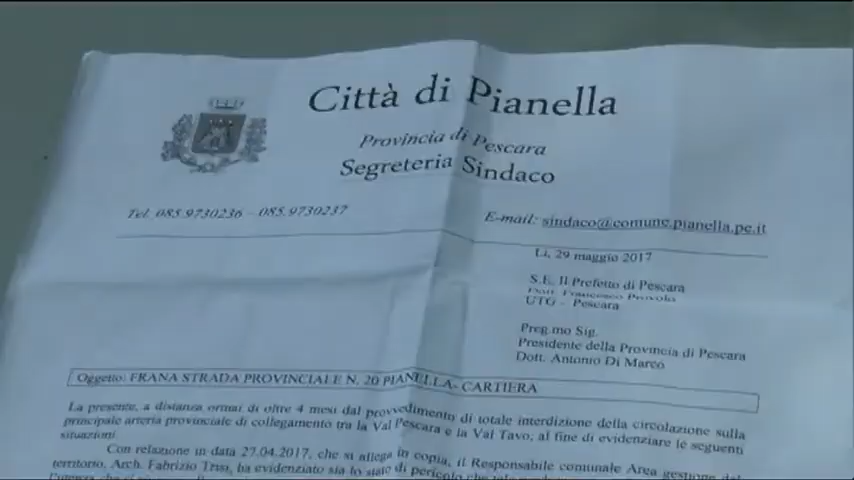 Città di Pianella
Provincia di Pescara
Segreteria Sindaco
Tel. 085.9730236 – 085.9730237
E-mail: sindaco@comune.pianella.pe.it
Li, 29 maggio 2017
S.E. Il Prefetto di Pescara
Dott. Francesco Provolo
UTG - Pescara
Preg.mo Sig.
Presidente della Provincia di Pescara
Dott. Antonio Di Marco
Oggetto: FRANA STRADA PROVINCIALE N. 20 PIANELLA- CARTIERA
La presente, a distanza ormai di oltre 4 mesi dal provvedimento di totale interdizione della circolazione sulla
principale arteria provinciale di collegamento tra la Val Pescara e la Val Tavo, al fine di evidenziare le seguenti
situazioni
Con relazione in data 27.04.2017, che si allega in copia, il Responsabile comunale Area gestione del
territorio, Arch. Fabrizio Trisi, ha evidenziato sia lo stato di pericolo che